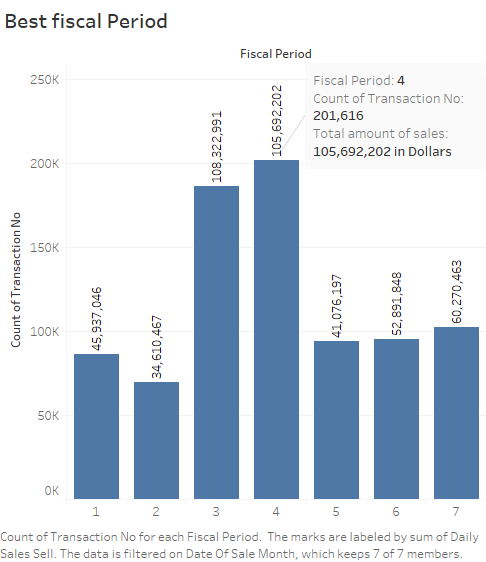 Best fiscal Period
Fiscal Period
Fiscal Period: 4
Count of Transaction No:
201,616
Total amount of sales:
105,692,202 in Dollars
Count of Transaction No
250K
200K
150K
100K
50K
0K
45,937,046
34,610,467
108,322,991
105,692,202
41,076,197
52,891,848
60,270,463
1 2 3 4 5 6 7
Count of Transaction No for each Fiscal Period.  The marks are labeled by sum of Daily
Sales Sell. The data is filtered on Date Of Sale Month, which keeps 7 of 7 members.